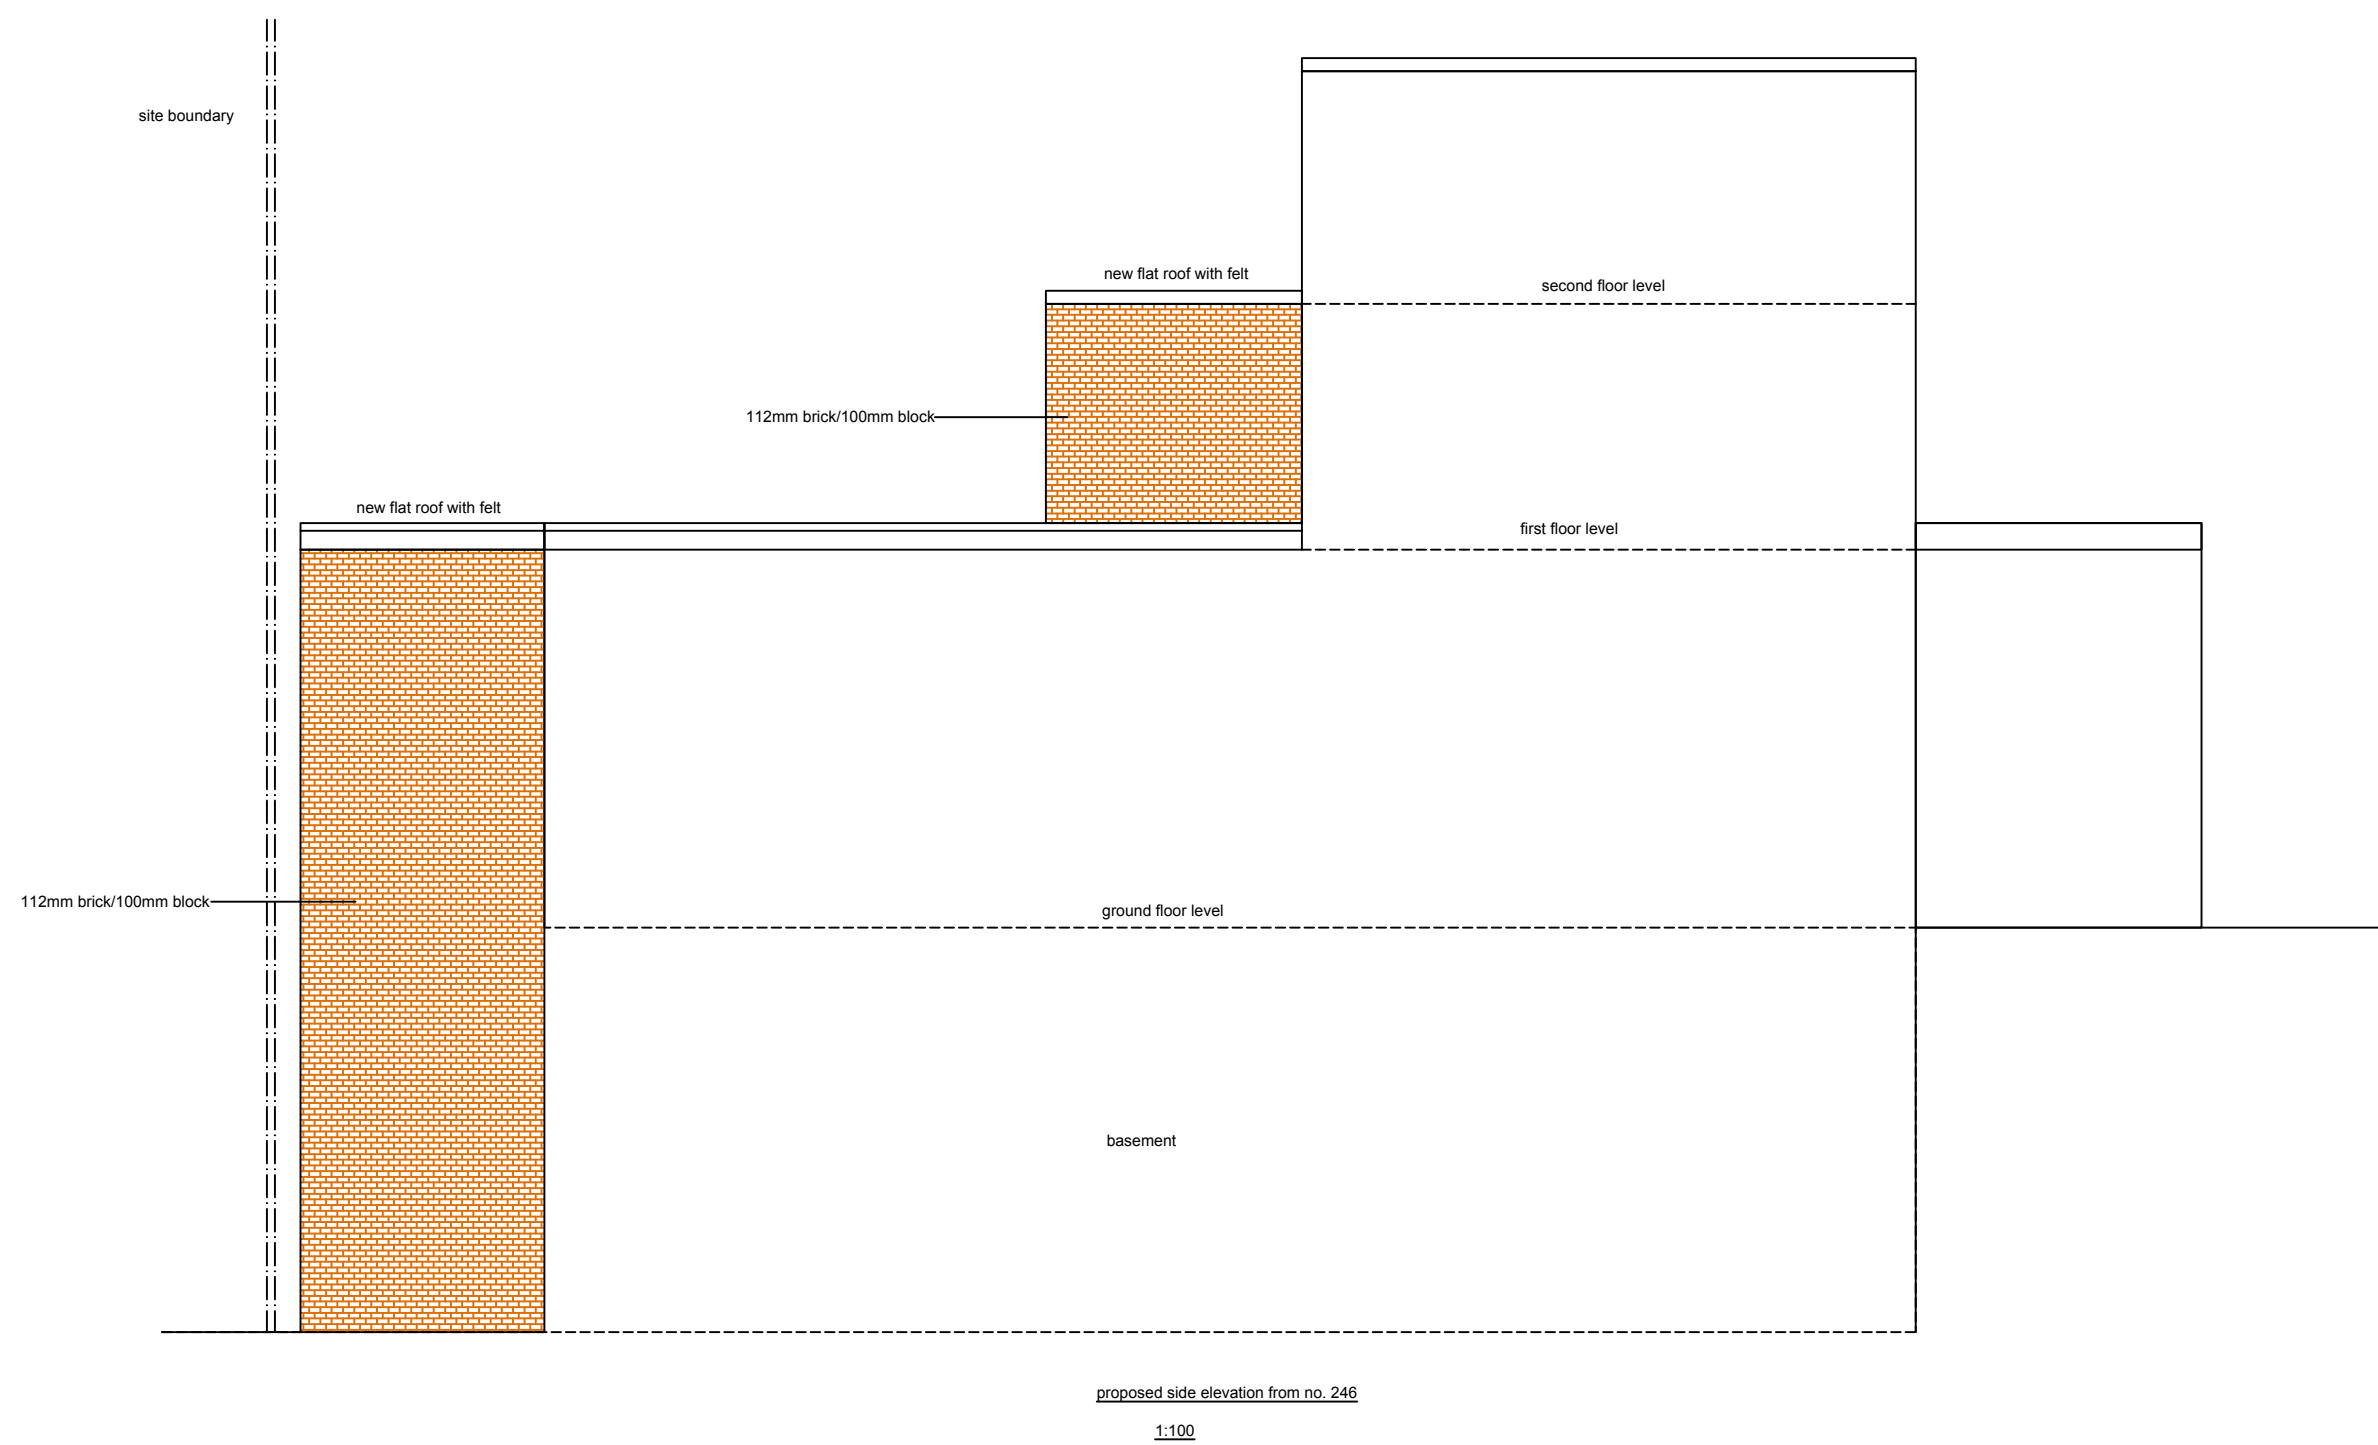 site boundary
new flat roof with felt
second floor level
112mm brick/100mm block
new flat roof with felt
first floor level
112mm brick/100mm block
ground floor level
basement
proposed side elevation from no. 246
1:100